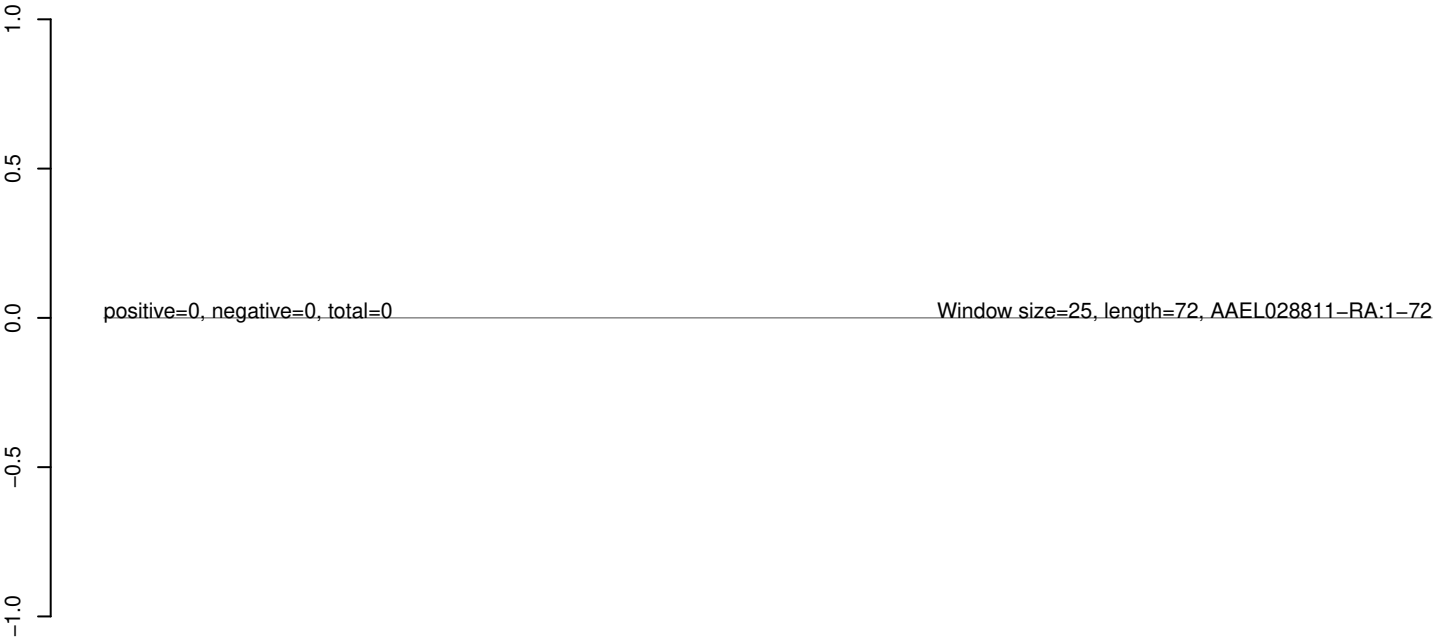 1.0
0.5
0.0
−0.5
−1.0
positive=0, negative=0, total=0
Window size=25, length=72, AAEL028811−RA:1−72